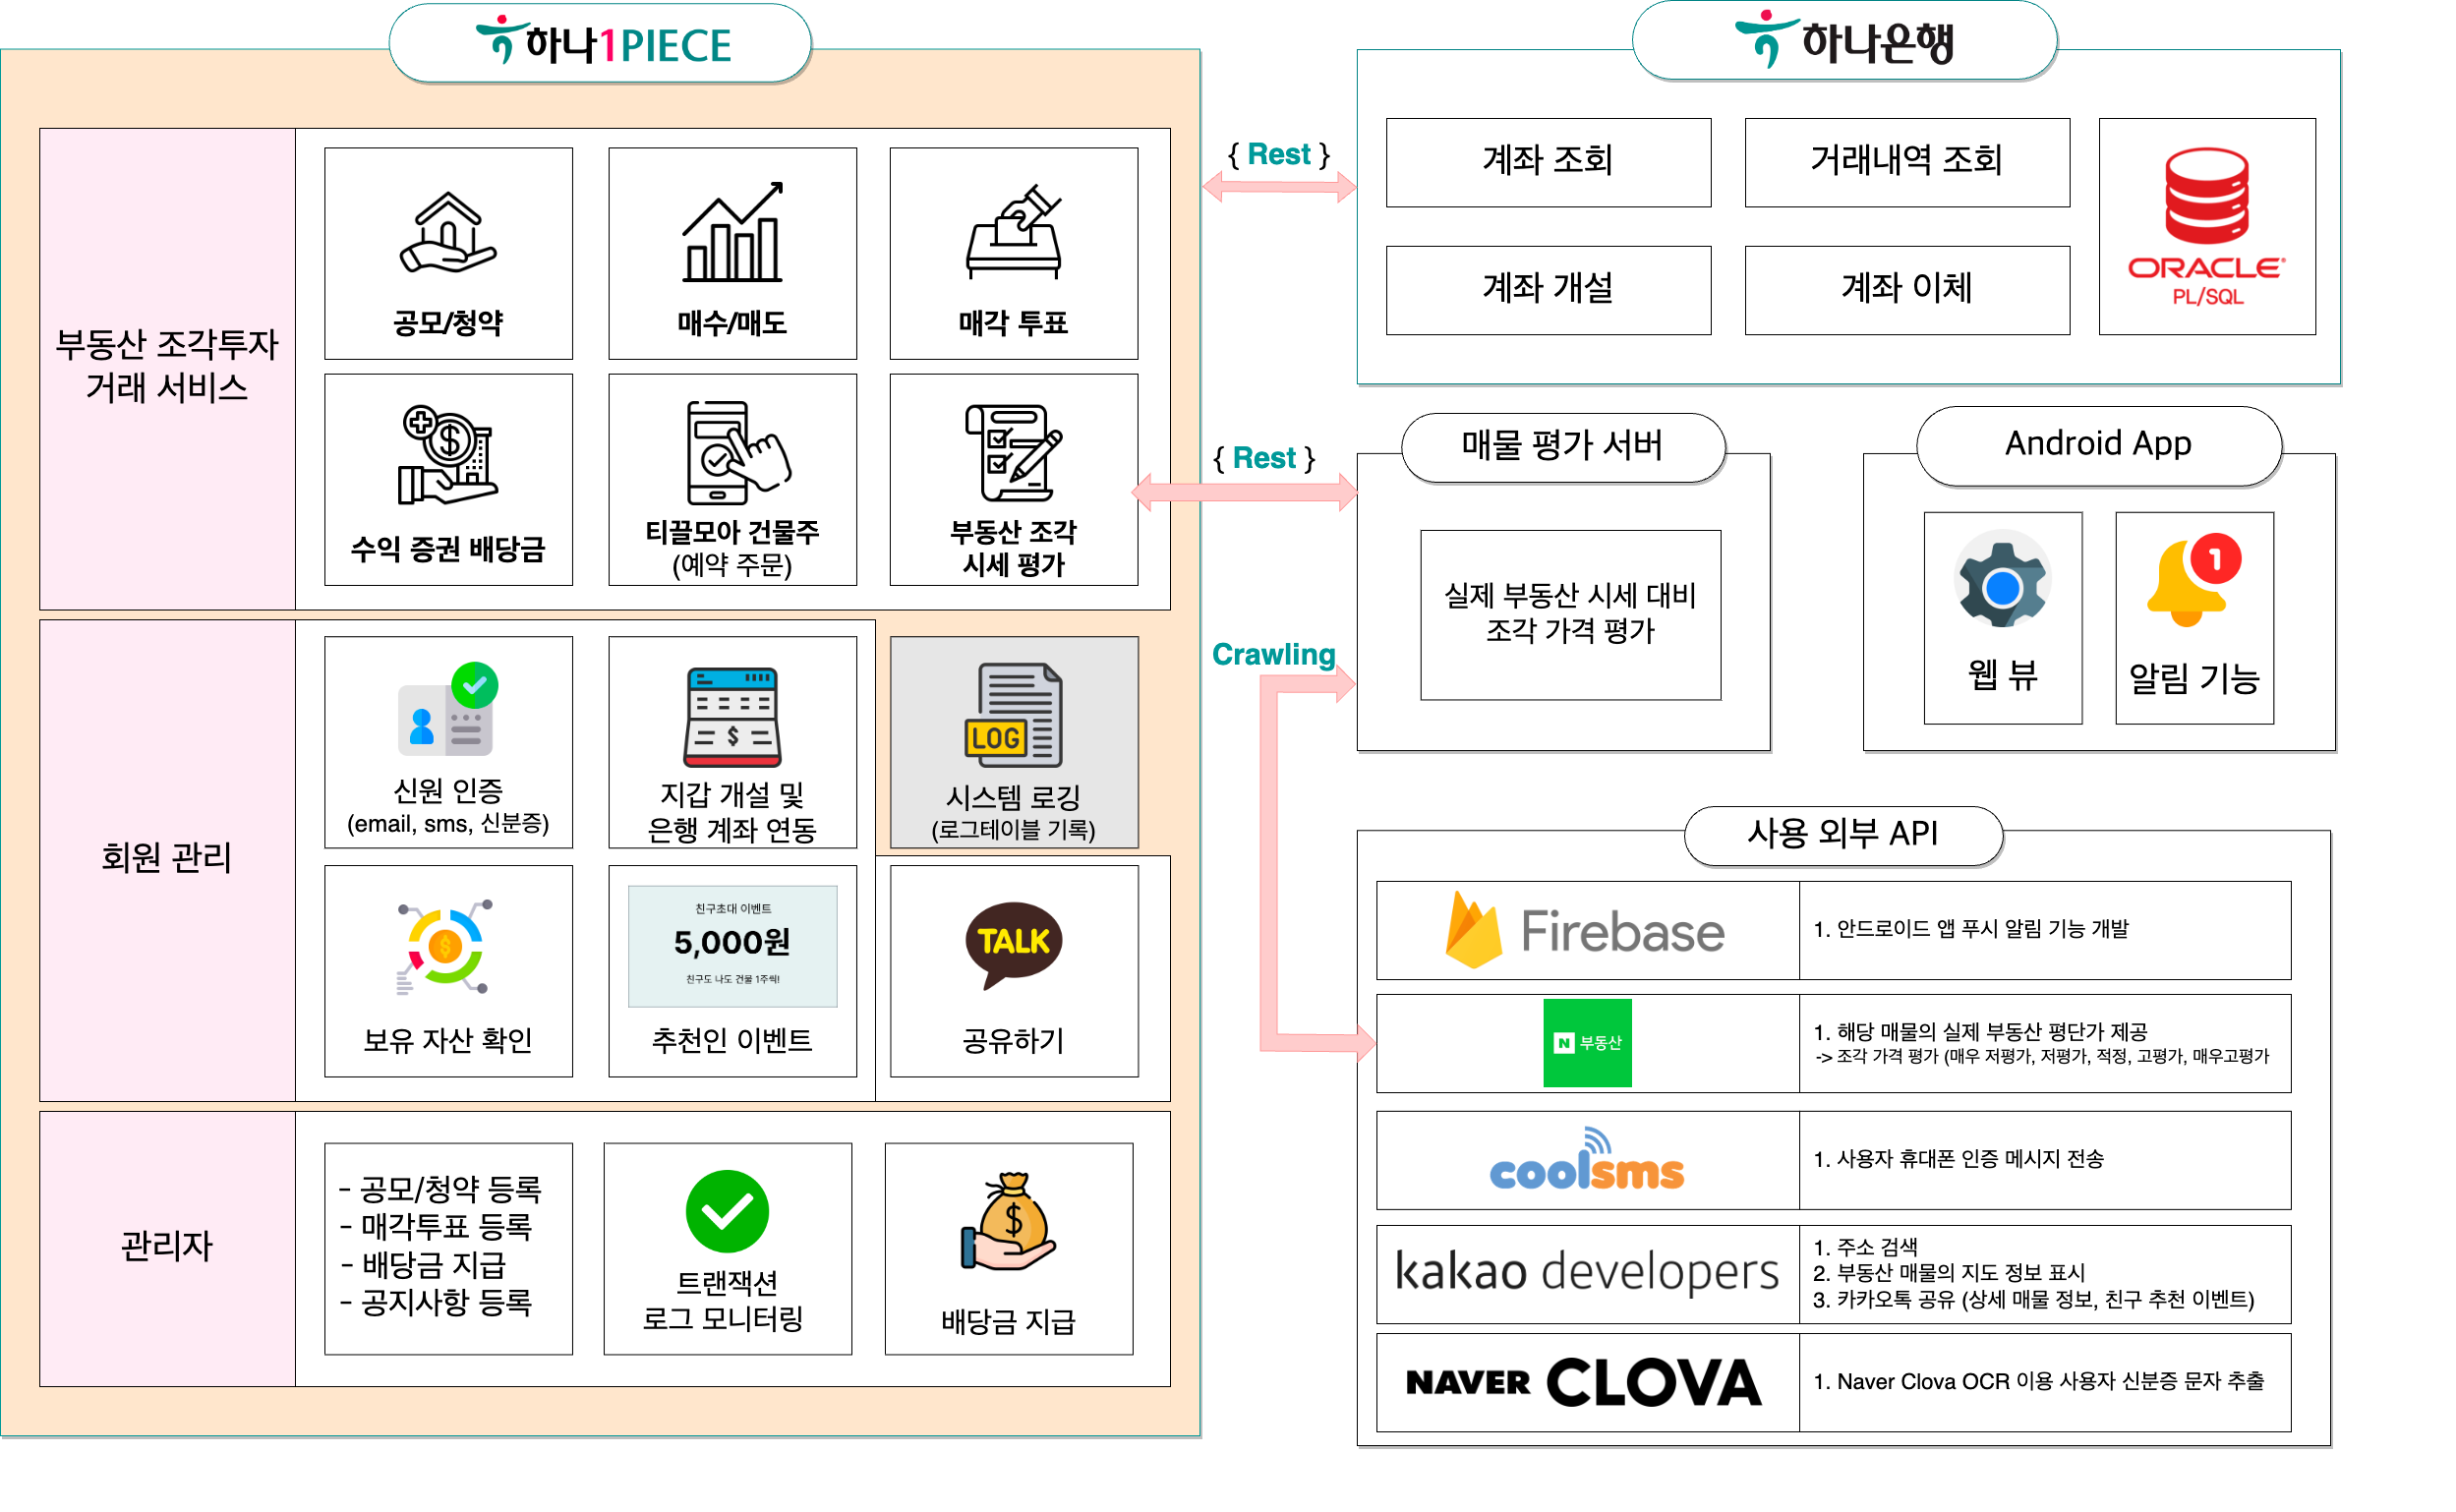 하나1PIECE
부동산 조각투자
거래 서비스
공모/청약
매수/매도
매각 투표
수익 증권 배당금
티끌모아 건물주
(예약 주문)
부동산 조각
시세 평가
회원 관리
신원 인증
(email, sms, 신분증)
지갑 개설 및
은행 계좌 연동
LOG
시스템 로깅
(로그테이블 기록)
보유 자산 확인
친구초대 이벤트
5,000원
친구도 나도 건물 1주씩!
추천인 이벤트
TALK
공유하기
관리자
- 공모/청약 등록
- 매각투표 등록
- 배당금 지급
- 공지사항 등록
트랜잭션
로그 모니터링
배당금 지급
{ Rest }
{ Rest }
Crawling
하나은행
계좌 조회
거래내역 조회
계좌 개설
계좌 이체
ORACLE
PL/SQL
매물 평가 서버
실제 부동산 시세 대비
조각 가격 평가
Android App
웹 뷰
1
알림 기능
사용 외부 API
Firebase
1. 안드로이드 앱 푸시 알림 기능 개발
N 부동산
1. 해당 매물의 실제 부동산 평단가 제공
-> 조각 가격 평가 (매우 저평가, 저평가, 적정, 고평가, 매우고평가
coolsms
1. 사용자 휴대폰 인증 메시지 전송
kakao developers
1. 주소 검색
2. 부동산 매물의 지도 정보 표시
3. 카카오톡 공유 (상세 매물 정보, 친구 추천 이벤트)
NAVER CLOVA
1. Naver Clova OCR 이용 사용자 신분증 문자 추출